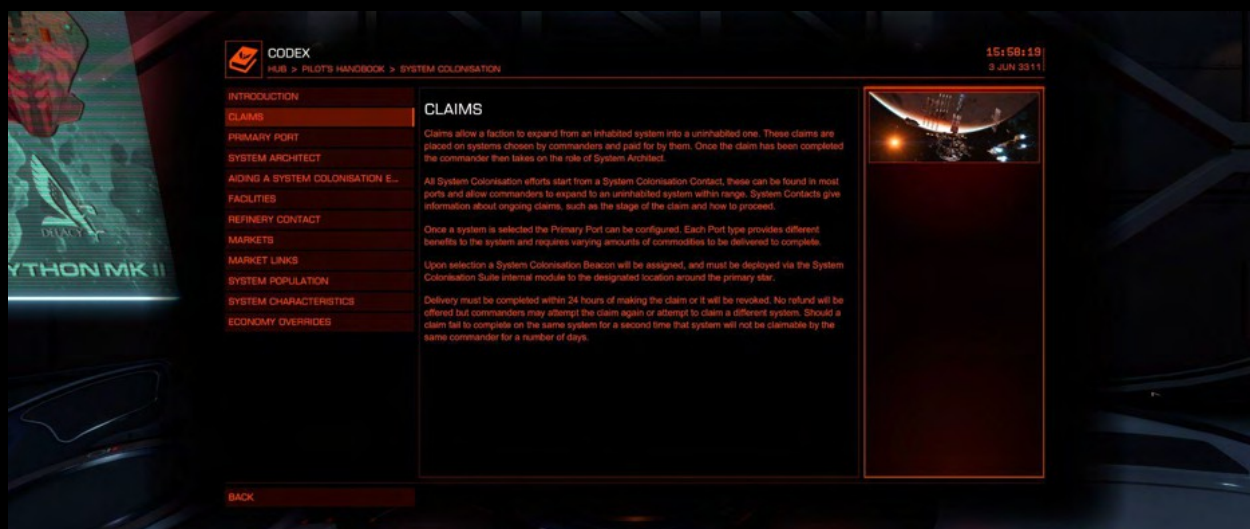 CODEX
HUB > PILOT'S HANDBOOK > SYSTEM COLONISATION
15:58:19
3 JUN 3311
INTRODUCTION
CLAIMS
PRIMARY PORT
SYSTEM ARCHITECT
AIDING A SYSTEM COLONISATION E...
FACILITIES
REFINERY CONTACT
MARKETS
MARKET LINKS
SYSTEM POPULATION
SYSTEM CHARACTERISTICS
ECONOMY OVERRIDES
CLAIMS
Claims allow a faction to expand from an inhabited system into a uninhabited one. These claims are
placed on systems chosen by commanders and paid for by them. Once the claim has been completed
the commander then takes on the role of System Architect.
All System Colonisation efforts start from a System Colonisation Contact, these can be found in most
ports and allow commanders to expand to an uninhabited system within range. System Contacts give
information about ongoing claims, such as the stage of the claim and how to proceed.
Once a system is selected the Primary Port can be configured. Each Port type provides different
benefits to the system and requires varying amounts of commodities to be delivered to complete.
Upon selection a System Colonisation Beacon will be assigned, and must be deployed via the System
Colonisation Suite internal module to the designated location around the primary star.
Delivery must be completed within 24 hours of making the claim or it will be revoked. No refund will be
offered but commanders may attempt the claim again or attempt to claim a different system. Should a
claim fail to complete on the same system for a second time that system will not be claimable by the
same commander for a number of days.
DELACY
YTHON MK II
BACK